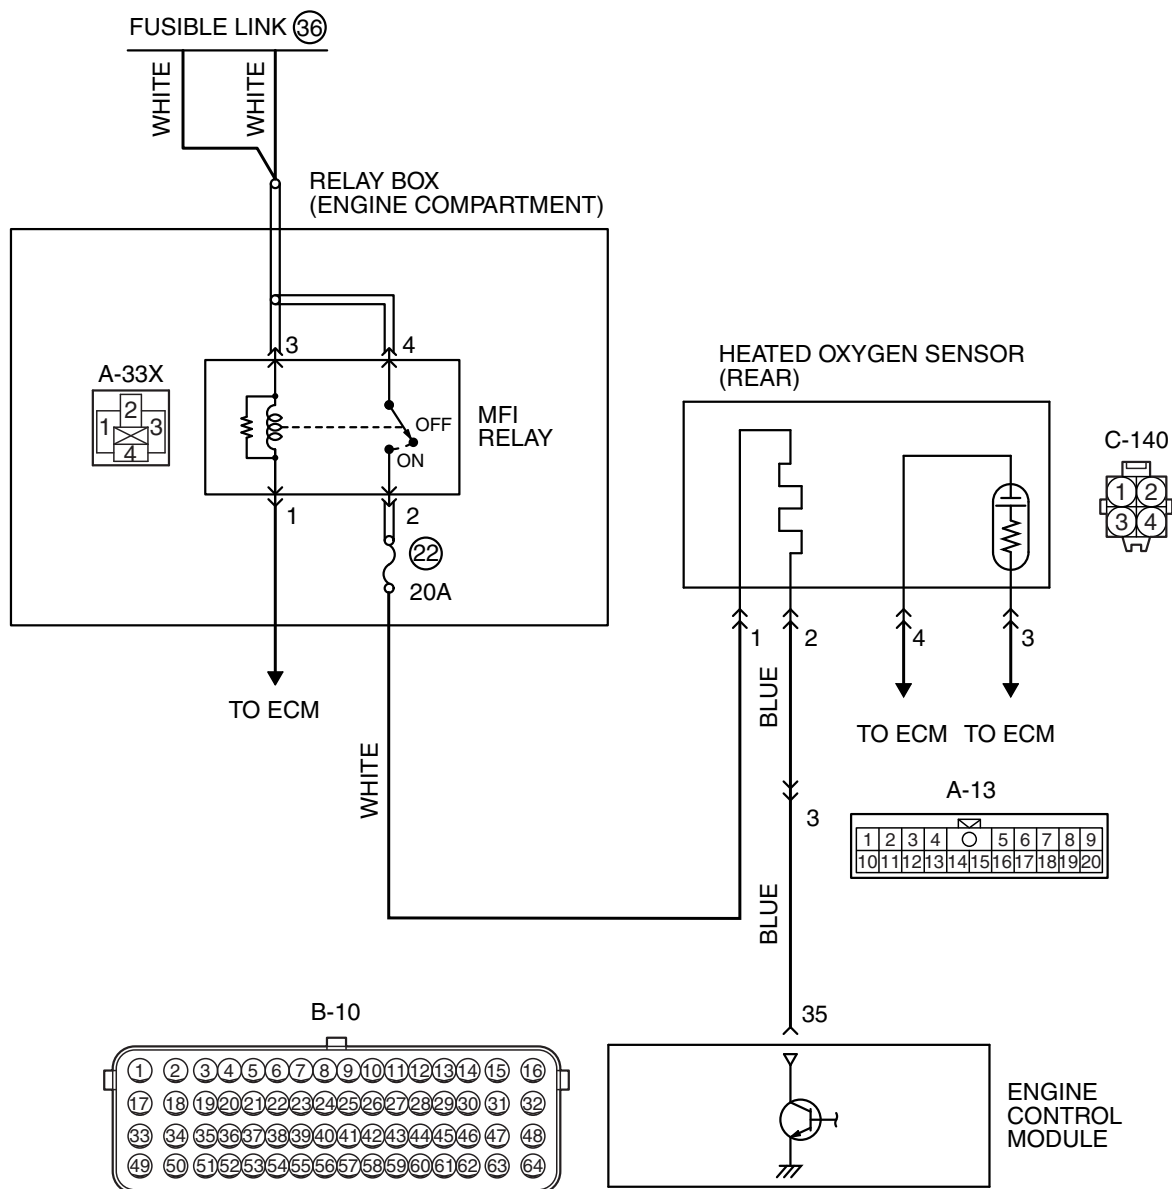 FUSIBLE LINK 36
WHITE
WHITE
RELAY BOX
(ENGINE COMPARTMENT)
3
4
A-33X
2
1
3
4
OFF
ON
MFI
RELAY
1
2
22
20A
TO ECM
WHITE
HEATED OXYGEN SENSOR
(REAR)
C-140
1 2
3 4
1
2
4
3
BLUE
TO ECM
TO ECM
3
A-13
1 2 3 4 5 6 7 8 9
10 11 12 13 14 15 16 17 18 19 20
BLUE
35
B-10
1 2 3 4 5 6 7 8 9 10 11 12 13 14 15 16
17 18 19 20 21 22 23 24 25 26 27 28 29 30 31 32
33 34 35 36 37 38 39 40 41 42 43 44 45 46 47 48
49 50 51 52 53 54 55 56 57 58 59 60 61 62 63 64
ENGINE
CONTROL
MODULE